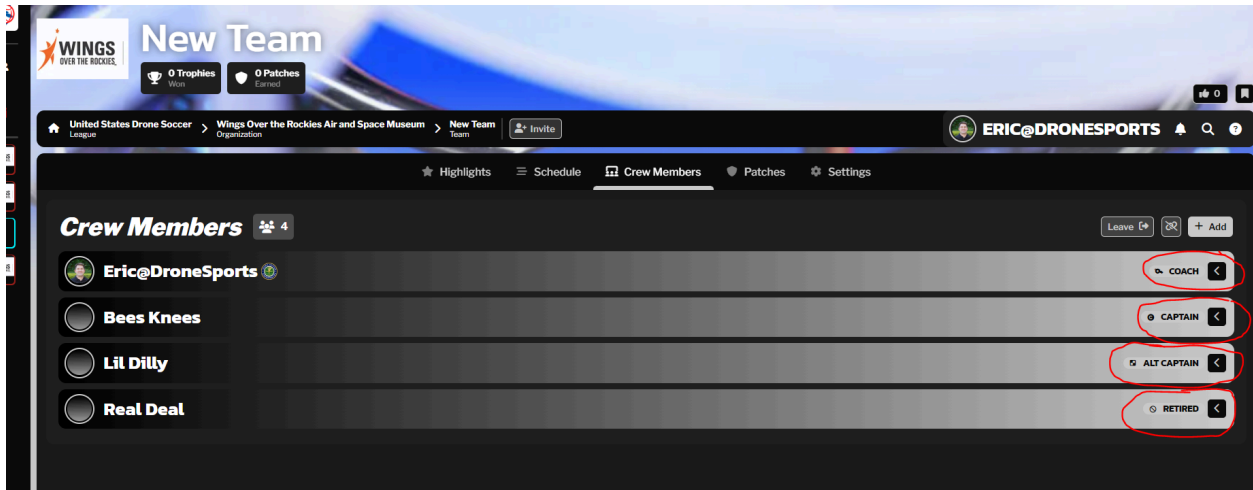 WINGS
OVER THE ROCKIES
New Team
0 Trophies
Won
0 Patches
Earned
0
United States Drone Soccer
League
Wings Over the Rockies Air and Space Museum
Organization
New Team
Team
Invite
ERIC@DRONESPORTS
Highlights
Schedule
Crew Members
Patches
Settings
Crew Members
4
Leave
+ Add
Eric@DroneSports
COACH
Bees Knees
CAPTAIN
Lil Dilly
ALT CAPTAIN
Real Deal
RETIRED